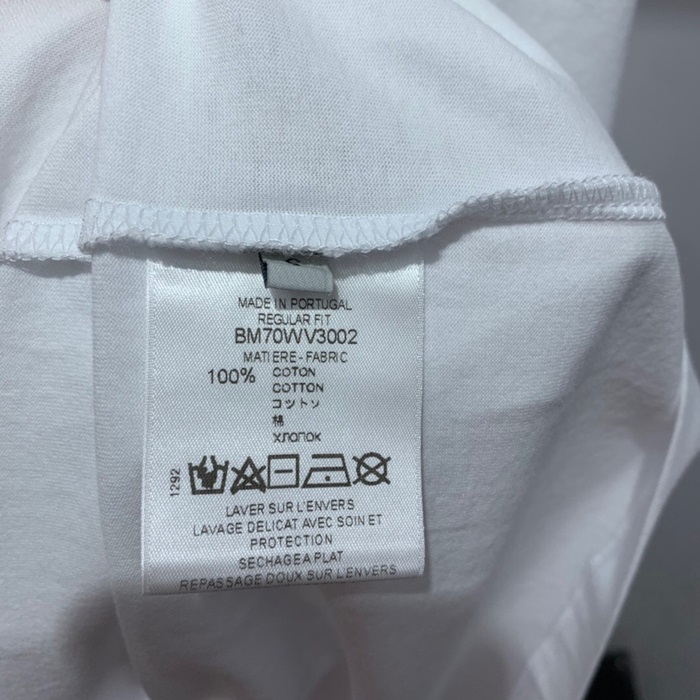 MADE IN PORTUGAL
REGULAR FIT
BM70WV3002
MATIERE - FABRIC
100% COTON
COTTON
コットン
棉
хлопок
1292
LAVER SUR L'ENVERS
LAVAGE DELICAT AVEC SOIN ET
PROTECTION
SECHAGE A PLAT
REPASSAGE DOUX SUR L'ENVERS